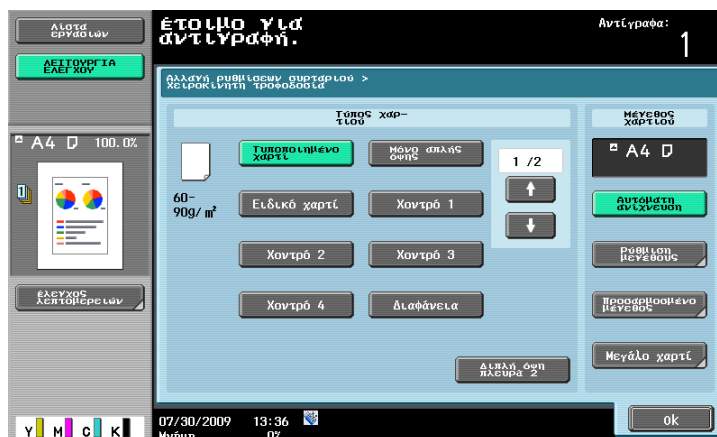 Λίστα
εργασιών
ΛΕΙΤΟΥΡΓΙΑ
ΕΛΕΓΧΟΥ
έτοιμο για
αντιγραφή.
Αντίγραφα:
1
Αλλαγή ρυθμίσεων συρταριού >
Χειροκίνητη τροφοδοσία
Τύπος χαρ-
τιού
Μέγεθος
χαρτιού
A4 100.0%
Τυποποιημένο
χαρτί
Μόνο απλής
όψης
1 /2
A4
60-
90g/ m²
Ειδικό χαρτί
Χοντρό 1
Αυτόματη
ανίχνευση
Χοντρό 2
Χοντρό 3
Ρύθμιση
μεγέθους
έλεγχος
λεπτομερειών
Χοντρό 4
Διαφάνεια
Προσαρμοσμένο
μέγεθος
Διπλή όψη
πλευρά 2
Μεγάλο χαρτί
07/30/2009 13:36
Μνήμη 0%
ok
Y M C K